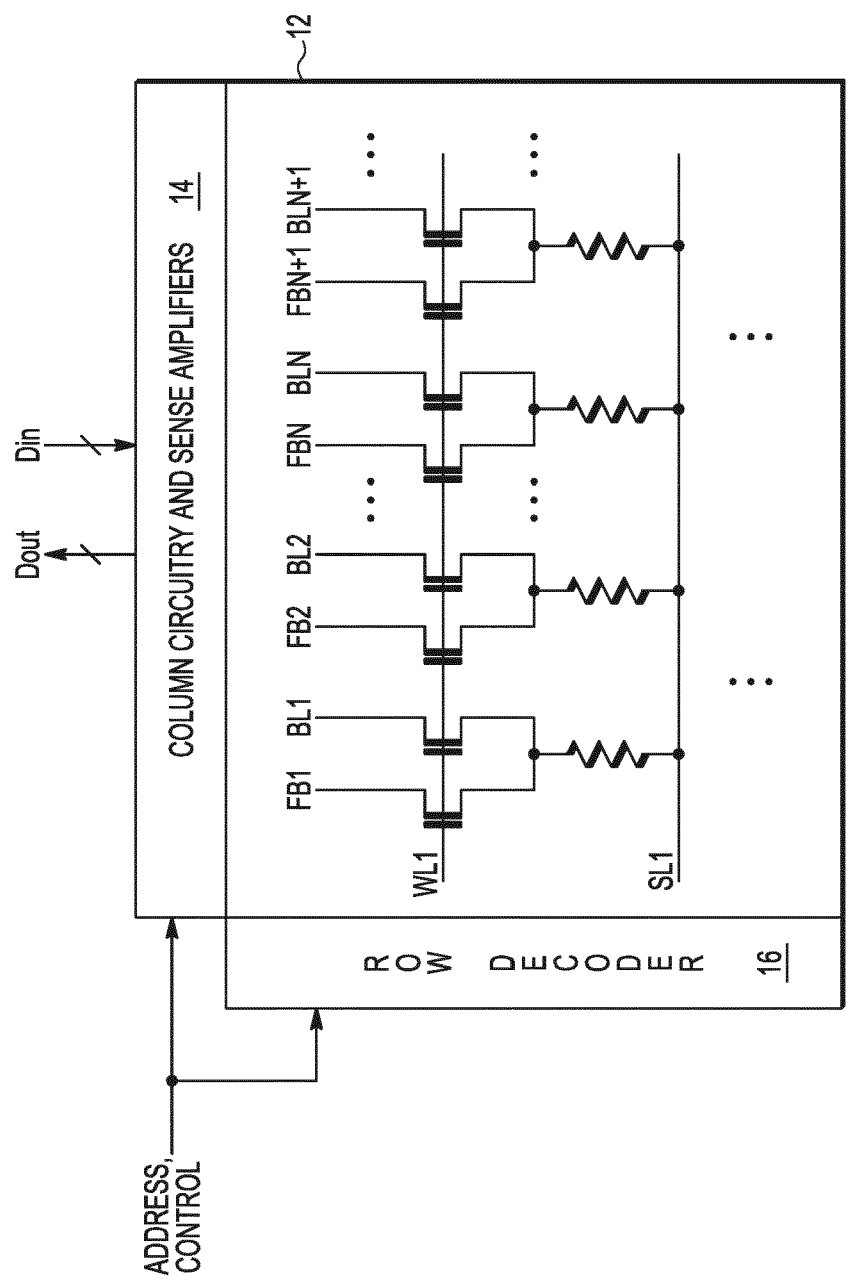 12
Din
Dout
COLUMN CIRCUITRY AND SENSE AMPLIFIERS 14
FB1
BL1
FB2
BL2
FBN
BLN
FBN+1
BLN+1
WL1
SL1
ROW DECODER
16
ADDRESS,
CONTROL